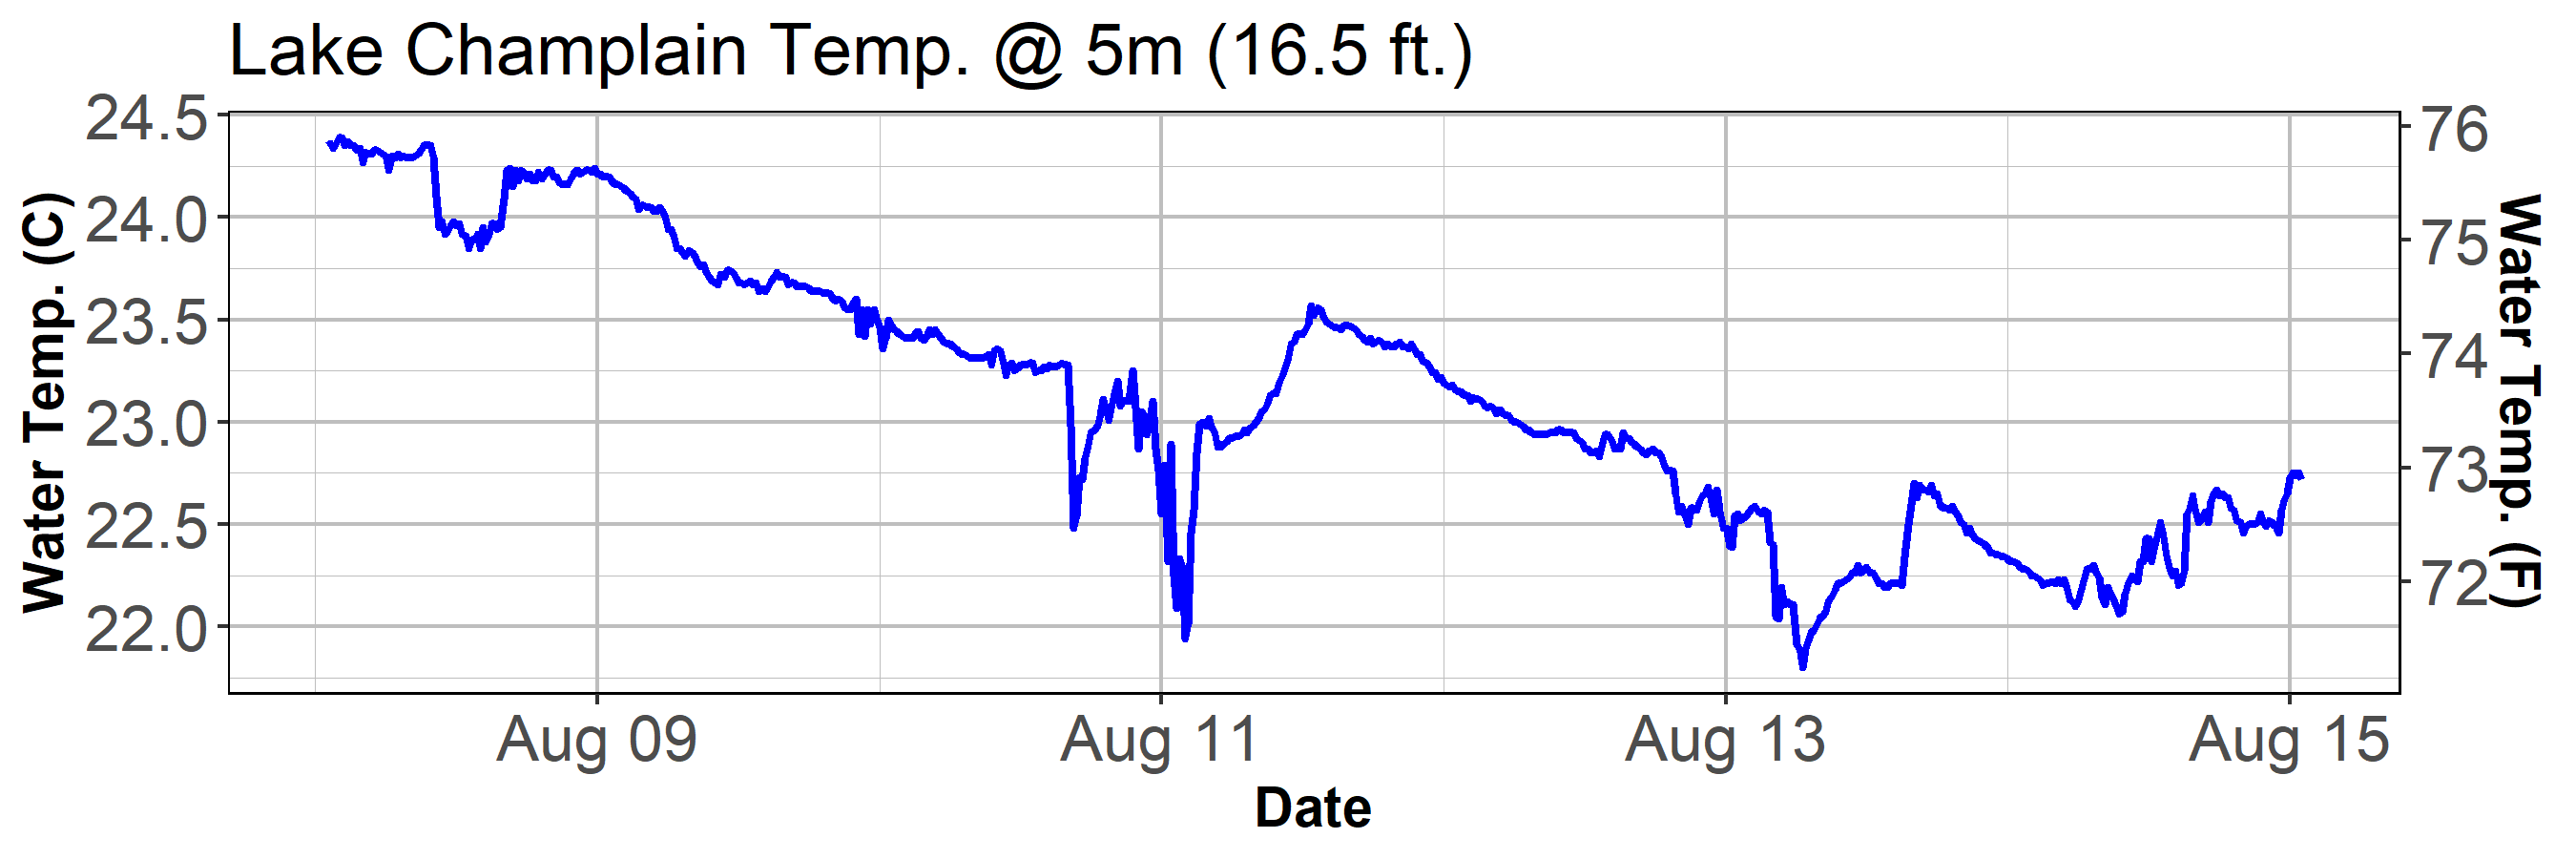 Lake Champlain Temp. @ 5m (16.5 ft.)
Water Temp. (C)
24.5
24.0
23.5
23.0
22.5
22.0
76
75
74
73
72
Water Temp. (F)
Aug 09
Aug 11
Aug 13
Aug 15
Date